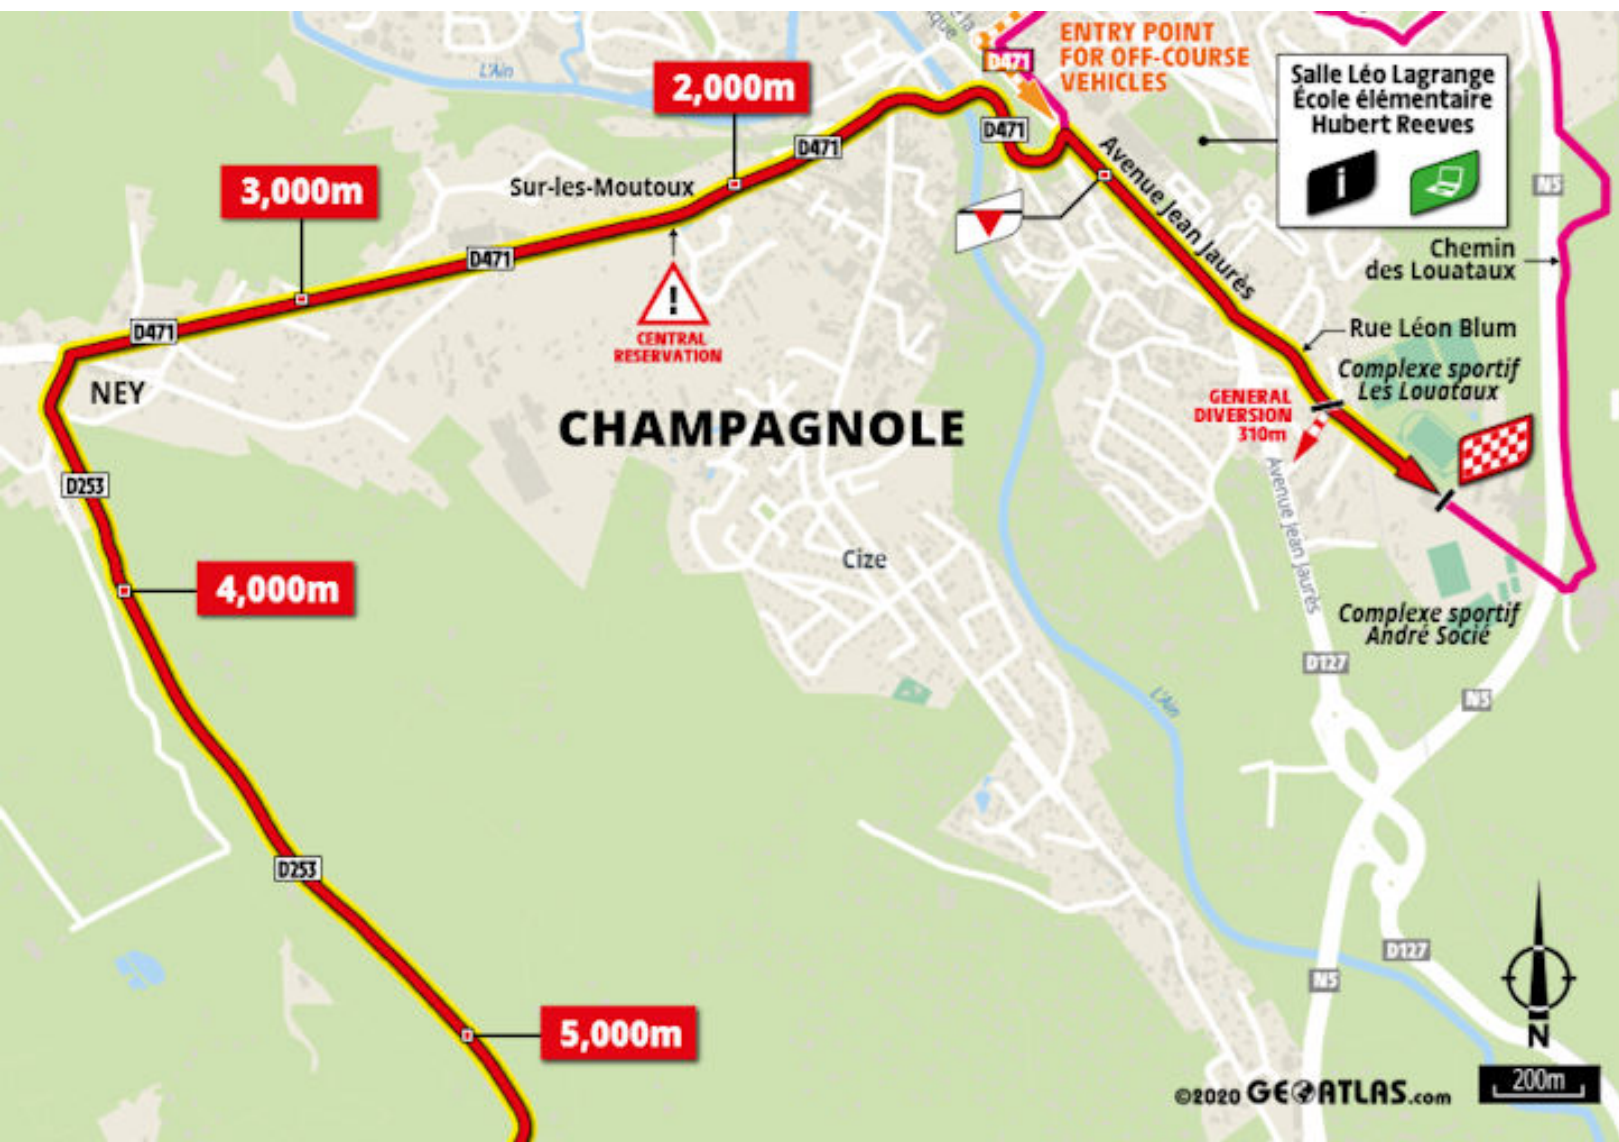 de la
L'Ain
D471
ENTRY POINT
FOR OFF-COURSE
VEHICLES
Salle Léo Lagrange
École élémentaire
Hubert Reeves
i
2,000m
D471
D471
Avenue Jean Jaurès
N5
3,000m
Sur-les-Moutoux
D471
Chemin
des Louataux
!
CENTRAL
RESERVATION
D471
Rue Léon Blum
Complexe sportif
Les Louataux
NEY
GENERAL
DIVERSION
310m
CHAMPAGNOLE
D253
Avenue Jean Jaurès
Cize
4,000m
Complexe sportif
André Socié
D127
L'Ain
N5
D253
D127
N5
5,000m
N
200m
©2020 GEOATLAS.com